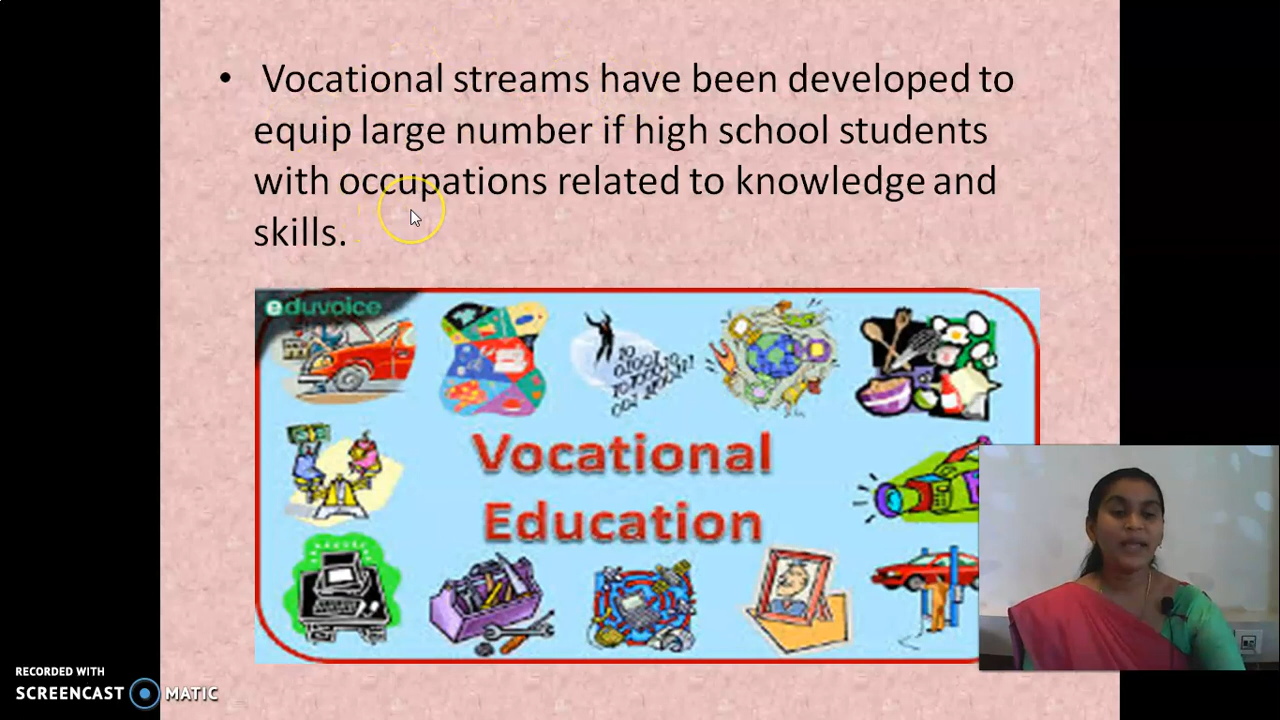 • Vocational streams have been developed to
equip large number if high school students
with occupations related to knowledge and
skills.
eduvoice
Vocational
Education
RECORDED WITH
SCREENCAST MATIC